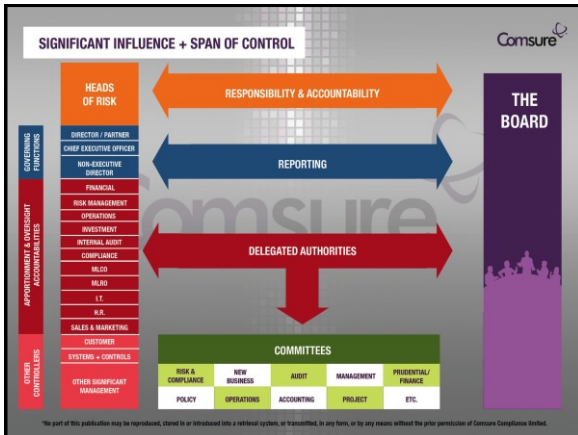 SIGNIFICANT INFLUENCE + SPAN OF CONTROL
Comsure
HEADS
OF RISK
RESPONSIBILITY & ACCOUNTABILITY
THE
BOARD
GOVERNING
FUNCTIONS
DIRECTOR / PARTNER
CHIEF EXECUTIVE OFFICER
NON-EXECUTIVE
DIRECTOR
REPORTING
APPORTIONMENT & OVERSIGHT
ACCOUNTABILITIES
FINANCIAL
RISK MANAGEMENT
OPERATIONS
INVESTMENT
INTERNAL AUDIT
COMPLIANCE
MLCO
MLRO
I.T.
H.R.
SALES & MARKETING
DELEGATED AUTHORITIES
Comsure
OTHER
CONTROLLERS
CUSTOMER
SYSTEMS + CONTROLS
OTHER SIGNIFICANT
MANAGEMENT
COMMITTEES
RISK &
COMPLIANCE
NEW
BUSINESS
AUDIT
MANAGEMENT
PRUDENTIAL/
FINANCE
POLICY
OPERATIONS
ACCOUNTING
PROJECT
ETC.
*No part of this publication may be reproduced, stored in or introduced into a retrieval system, or transmitted, in any form, or by any means without the prior permission of Comsure Compliance limited.